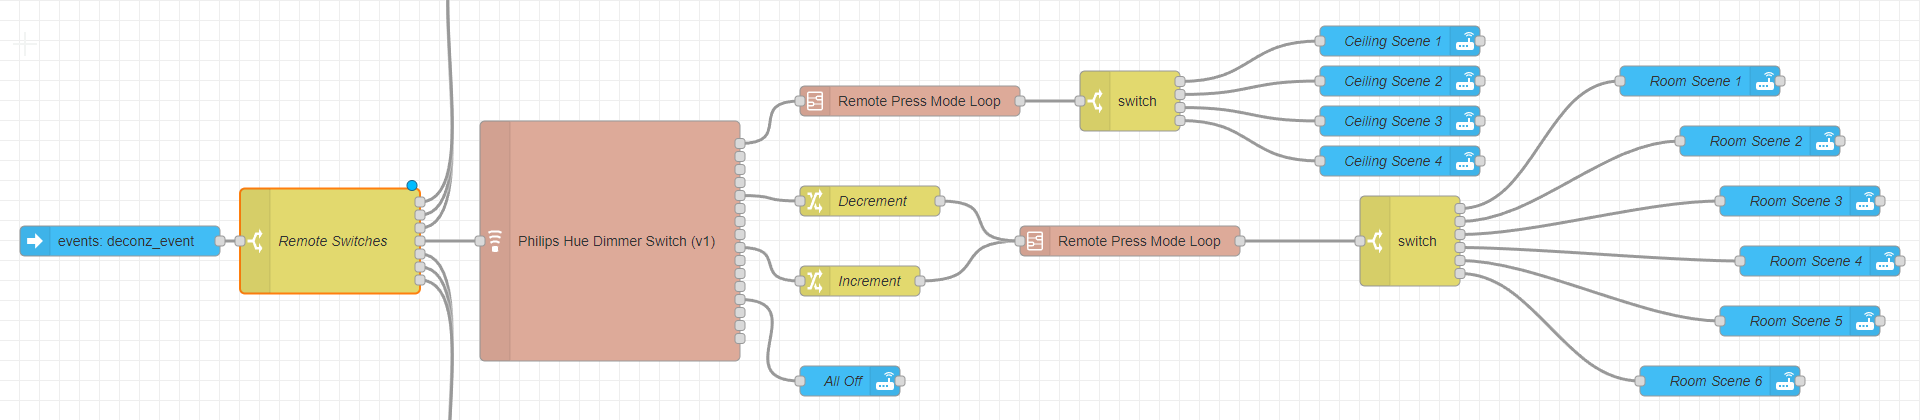 events: deconz_event
Remote Switches
Philips Hue Dimmer Switch (v1)
Remote Press Mode Loop
switch
Ceiling Scene 1
Ceiling Scene 2
Ceiling Scene 3
Ceiling Scene 4
Decrement
Increment
All Off
Remote Press Mode Loop
switch
Room Scene 1
Room Scene 2
Room Scene 3
Room Scene 4
Room Scene 5
Room Scene 6